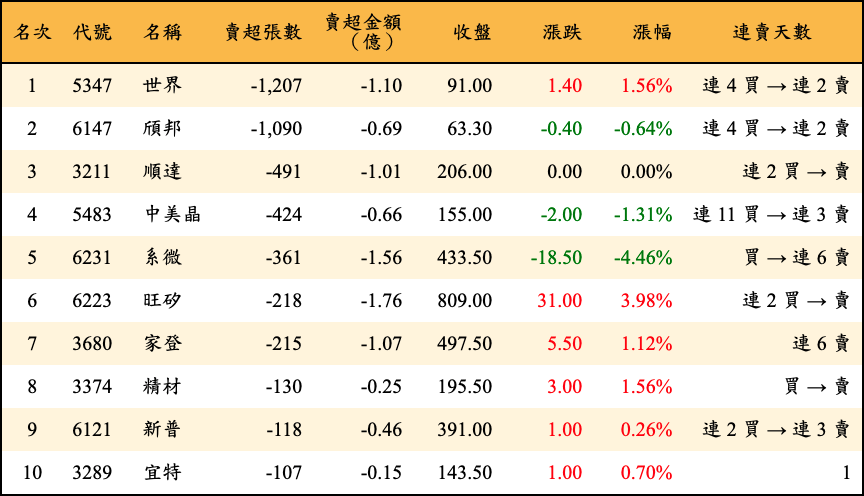 名次 代號 名稱 賣超張數 賣超金額（億） 收盤 漲跌 漲幅 連賣天數
1 5347 世界 -1,207 -1.10 91.00 1.40 1.56% 連 4 買 → 連 2 賣
2 6147 頎邦 -1,090 -0.69 63.30 -0.40 -0.64% 連 4 買 → 連 2 賣
3 3211 順達 -491 -1.01 206.00 0.00 0.00% 連 2 買 → 賣
4 5483 中美晶 -424 -0.66 155.00 -2.00 -1.31% 連 11 買 → 連 3 賣
5 6231 系微 -361 -1.56 433.50 -18.50 -4.46% 買 → 連 6 賣
6 6223 旺矽 -218 -1.76 809.00 31.00 3.98% 連 2 買 → 賣
7 3680 家登 -215 -1.07 497.50 5.50 1.12% 連 6 賣
8 3374 精材 -130 -0.25 195.50 3.00 1.56% 買 → 賣
9 6121 新普 -118 -0.46 391.00 1.00 0.26% 連 2 買 → 連 3 賣
10 3289 宜特 -107 -0.15 143.50 1.00 0.70% 1